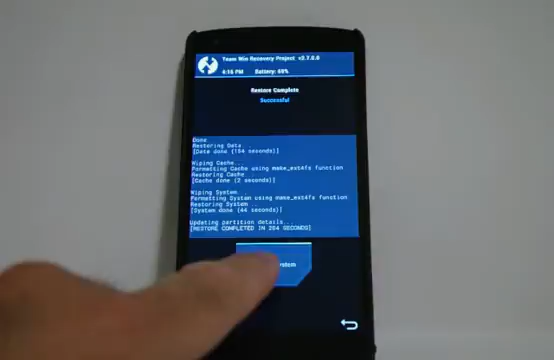 Team Win Recovery Project v2.7.0.0
4:16 PM Battery: 69%
Restore Complete
Successful
Done
Restoring Data...
[Data done (154 seconds)]
Wiping Cache...
Formatting Cache using make_ext4fs function
Restoring Cache
[Cache done (2 seconds)]
Wiping System...
Formatting System using make_ext4fs function
Restoring System ..
[System done (44 seconds)]
Updating partition details...
[RESTORE COMPLETED IN 204 SECONDS]